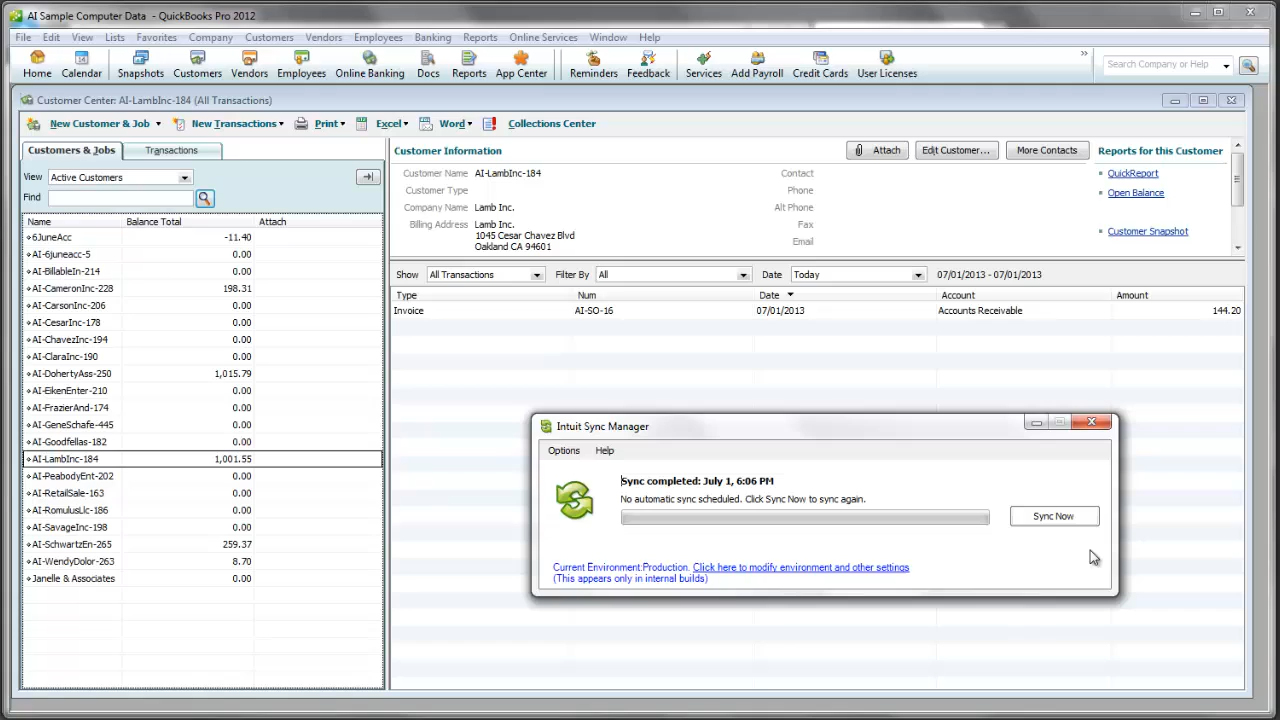 AI Sample Computer Data - QuickBooks Pro 2012
File Edit View Lists Favorites Company Customers Vendors Employees Banking Reports Online Services Window Help
Home Calendar Snapshots Customers Vendors Employees Online Banking Docs Reports App Center Reminders Feedback Services Add Payroll Credit Cards User Licenses
Search Company or Help
Customer Center: AI-LambInc-184 (All Transactions)
New Customer & Job New Transactions Print Excel Word Collections Center
Customers & Jobs Transactions
View Active Customers
Find
Name Balance Total Attach
6JuneAcc -11.40
AI-6juneacc-5 0.00
AI-BillableIn-214 0.00
AI-CameronInc-228 198.31
AI-CarsonInc-206 0.00
AI-CesarInc-178 0.00
AI-ChavezInc-194 0.00
AI-ClaraInc-190 0.00
AI-DohertyAss-250 1,015.79
AI-EikenEnter-210 0.00
AI-FrazierAnd-174 0.00
AI-GeneSchafe-445 0.00
AI-Goodfellas-182 0.00
AI-LambInc-184 1,001.55
AI-PeabodyEnt-202 0.00
AI-RetailSale-163 0.00
AI-RomulusLlc-186 0.00
AI-SavageInc-198 0.00
AI-SchwartzEn-265 259.37
AI-WendyDolor-263 8.70
Janelle & Associates 0.00
Customer Information Attach Edit Customer... More Contacts
Customer Name AI-LambInc-184 Contact
Customer Type Phone
Company Name Lamb Inc. Alt Phone
Billing Address Lamb Inc. Fax
1045 Cesar Chavez Blvd
Oakland CA 94601 Email
Reports for this Customer
QuickReport
Open Balance
Customer Snapshot
Show All Transactions Filter By All Date Today 07/01/2013 - 07/01/2013
Type Num Date Account Amount
Invoice AI-SO-16 07/01/2013 Accounts Receivable 144.20
Intuit Sync Manager
Options Help
Sync completed: July 1, 6:06 PM
No automatic sync scheduled. Click Sync Now to sync again.
Sync Now
Current Environment:Production. Click here to modify environment and other settings
(This appears only in internal builds)